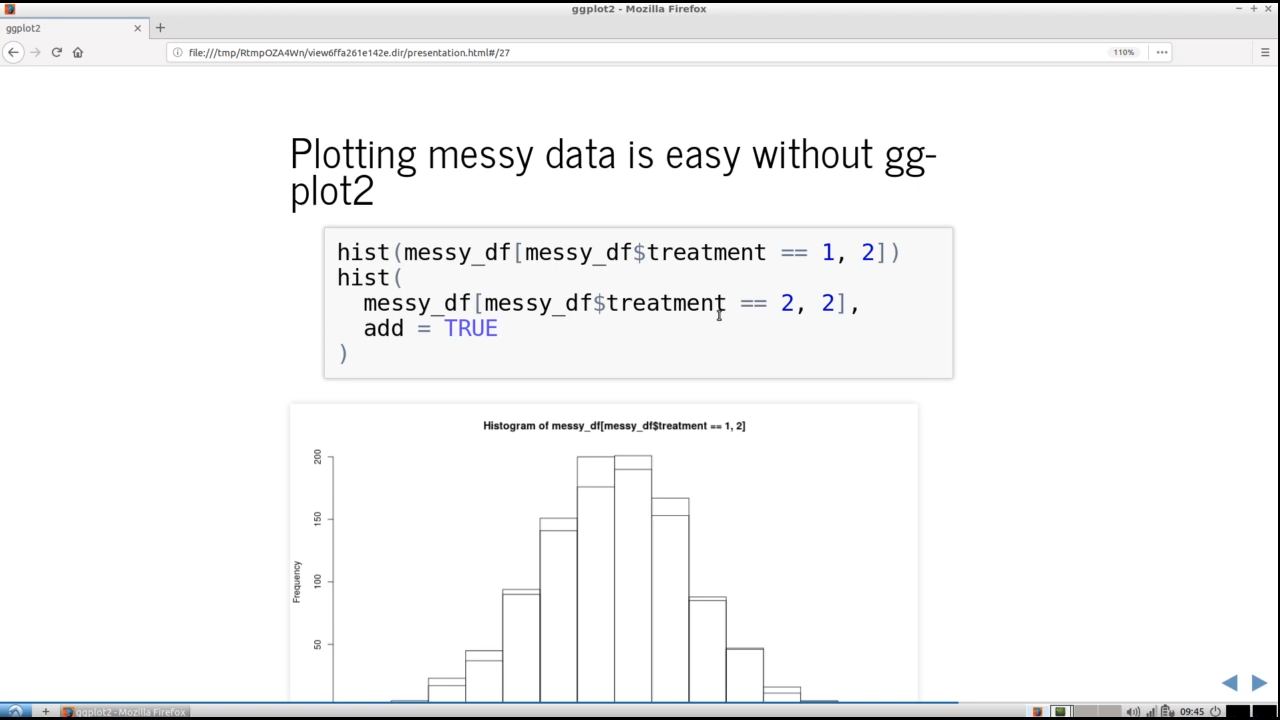 ggplot2 - Mozilla Firefox
ggplot2
file:///tmp/RtmpOZA4Wn/view6ffa261e142e.dir/presentation.html#/27
110%
Plotting messy data is easy without gg-
plot2
hist(messy_df[messy_df$treatment == 1, 2])
hist(
  messy_df[messy_df$treatment == 2, 2],
  add = TRUE
)
Histogram of messy_df[messy_df$treatment == 1, 2]
200
150
100
50
Frequency
ggplot2 - Mozilla Firefox
09:45